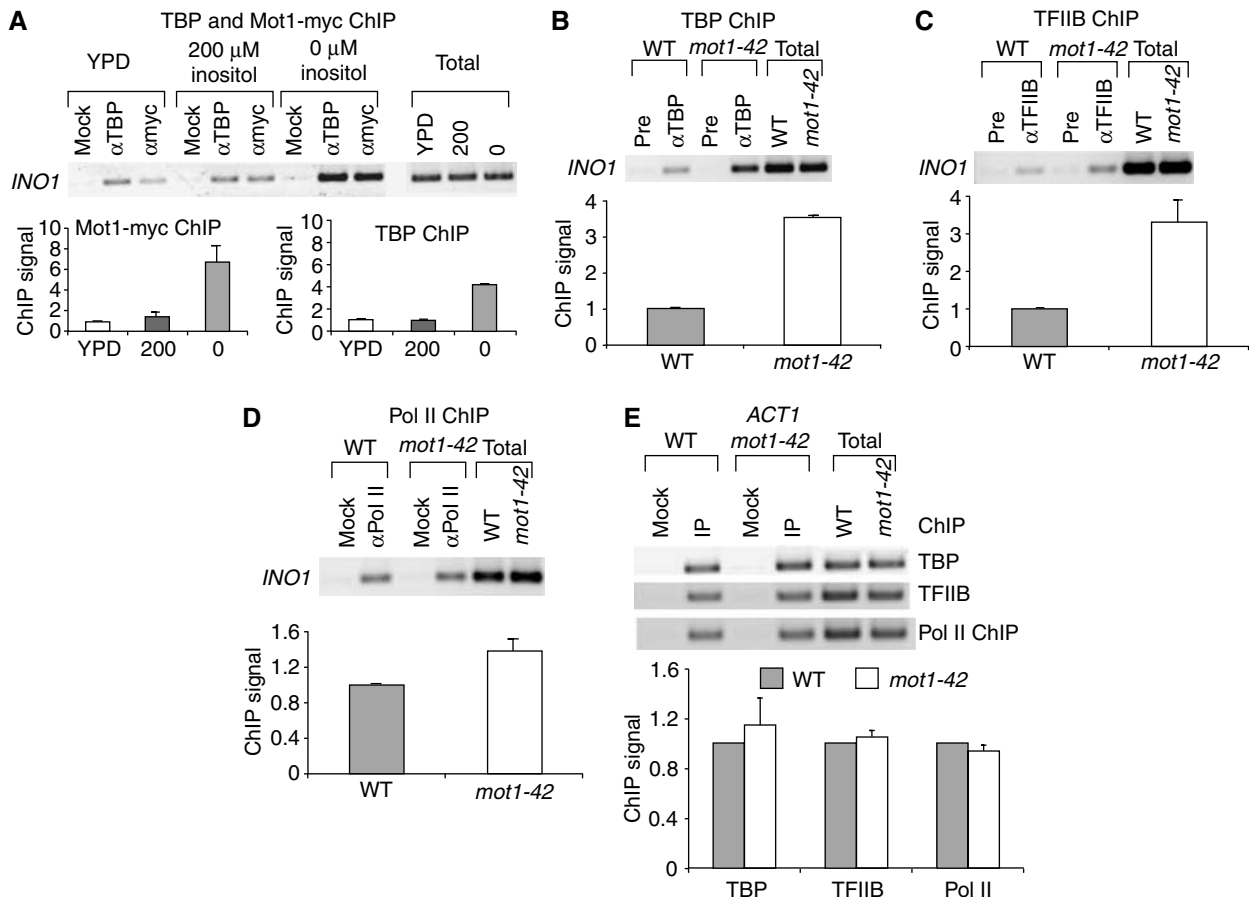 A
TBP and Mot1-myc ChIP
YPD
200 μM inositol
0 μM inositol
Total
Mock
αTBP
αmyc
Mock
αTBP
αmyc
Mock
αTBP
αmyc
YPD
200
0
INO1
Mot1-myc ChIP
ChIP signal
10
8
6
4
2
0
YPD
200
0
TBP ChIP
ChIP signal
10
8
6
4
2
0
YPD
200
0
B
TBP ChIP
WT
mot1-42
Total
Pre
αTBP
Pre
αTBP
WT
mot1-42
INO1
ChIP signal
4
3
2
1
0
WT
mot1-42
C
TFIIB ChIP
WT
mot1-42
Total
Pre
αTFIIB
Pre
αTFIIB
WT
mot1-42
INO1
ChIP signal
4
3
2
1
0
WT
mot1-42
D
Pol II ChIP
WT
mot1-42
Total
Mock
αPol II
Mock
αPol II
WT
mot1-42
INO1
ChIP signal
1.6
1.2
0.8
0.4
0
WT
mot1-42
E
ACT1
WT
mot1-42
Total
Mock
IP
Mock
IP
WT
mot1-42
ChIP
TBP
TFIIB
Pol II ChIP
WT
mot1-42
ChIP signal
1.6
1.2
0.8
0.4
0
TBP
TFIIB
Pol II